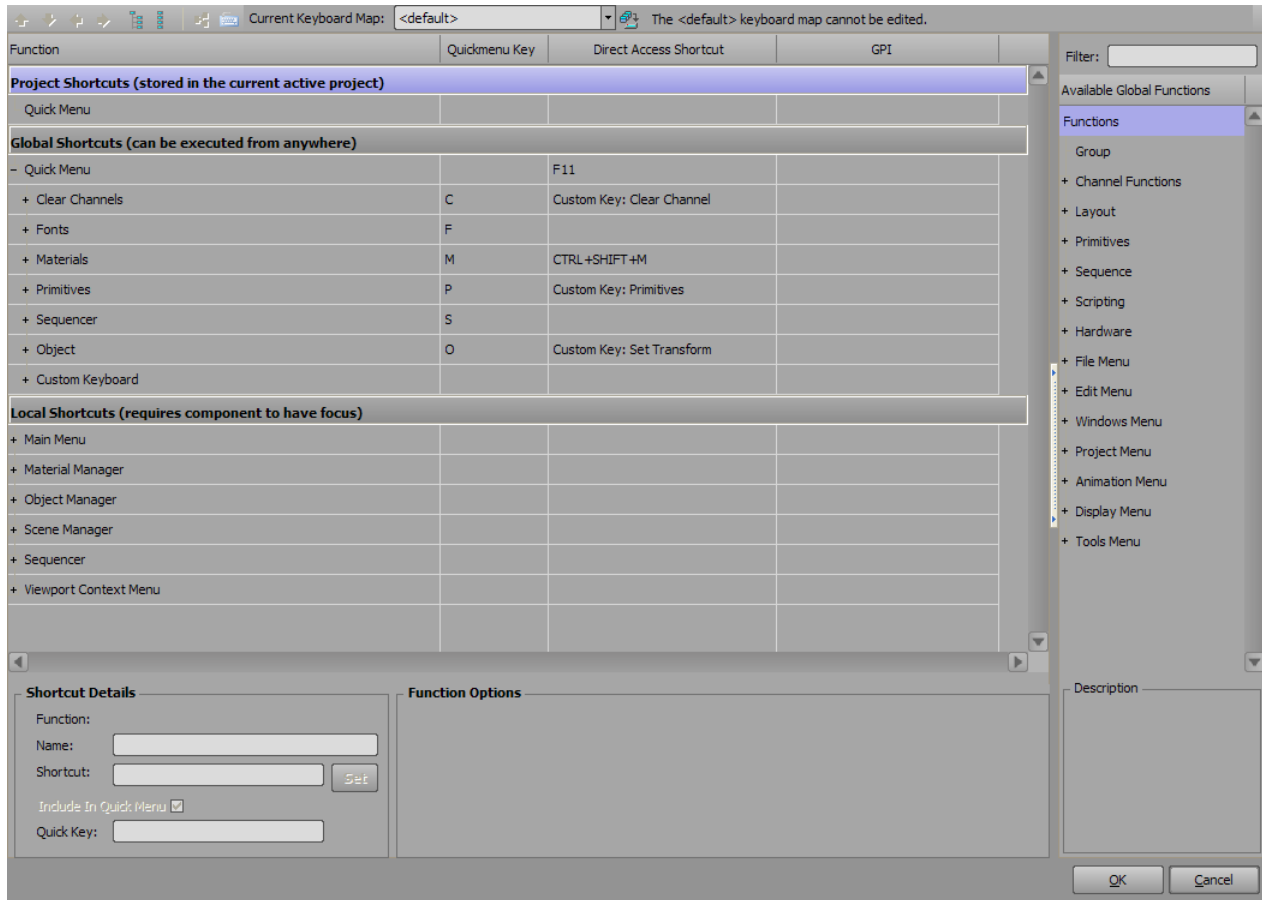 Current Keyboard Map: <default> The <default> keyboard map cannot be edited.
Function Quickmenu Key Direct Access Shortcut GPI
Project Shortcuts (stored in the current active project)
Quick Menu
Global Shortcuts (can be executed from anywhere)
- Quick Menu F11
+ Clear Channels C Custom Key: Clear Channel
+ Fonts F
+ Materials M CTRL+SHIFT+M
+ Primitives P Custom Key: Primitives
+ Sequencer S
+ Object O Custom Key: Set Transform
+ Custom Keyboard
Local Shortcuts (requires component to have focus)
+ Main Menu
+ Material Manager
+ Object Manager
+ Scene Manager
+ Sequencer
+ Viewport Context Menu
Shortcut Details
Function:
Name:
Shortcut: Set
Include In Quick Menu
Quick Key:
Function Options
Filter:
Available Global Functions
Functions
Group
+ Channel Functions
+ Layout
+ Primitives
+ Sequence
+ Scripting
+ Hardware
+ File Menu
+ Edit Menu
+ Windows Menu
+ Project Menu
+ Animation Menu
+ Display Menu
+ Tools Menu
Description
OK Cancel